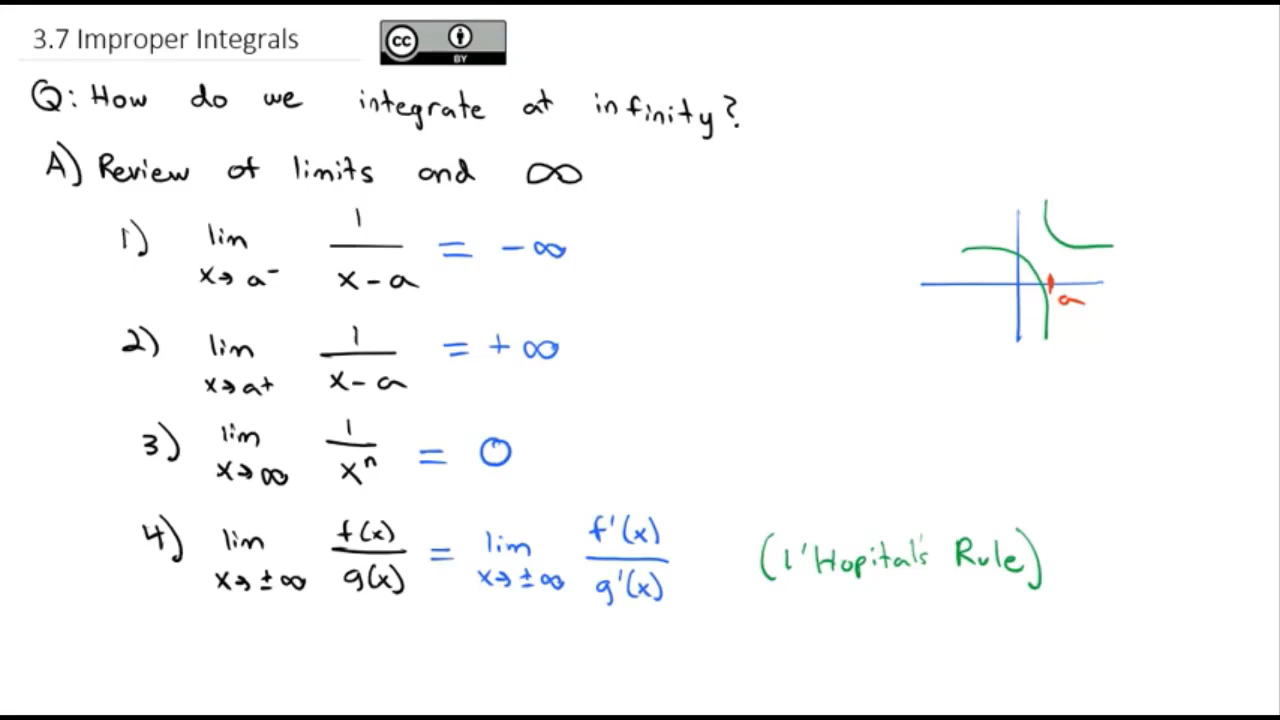 3.7 Improper Integrals
cc BY
Q: How do we integrate at infinity?
A) Review of limits and ∞
1) lim x→a⁻ 1/(x-a) = -∞
2) lim x→a+ 1/(x-a) = +∞
a
3) lim x→∞ 1/xⁿ = 0
4) lim x→±∞ f(x)/g(x) = lim x→±∞ f'(x)/g'(x) (l'Hopital's Rule)